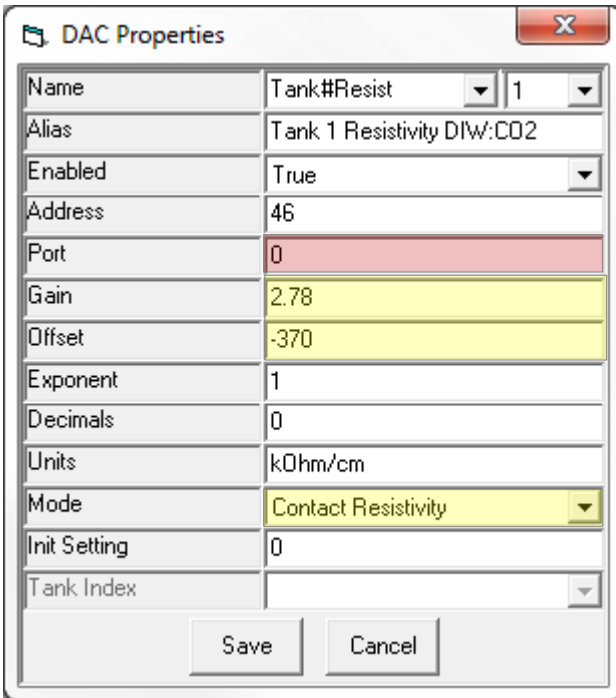 DAC Properties
Name Tank#Resist 1
Alias Tank 1 Resistivity DIW:CO2
Enabled True
Address 46
Port 0
Gain 2.78
Offset -370
Exponent 1
Decimals 0
Units kOhm/cm
Mode Contact Resistivity
Init Setting 0
Tank Index
Save Cancel